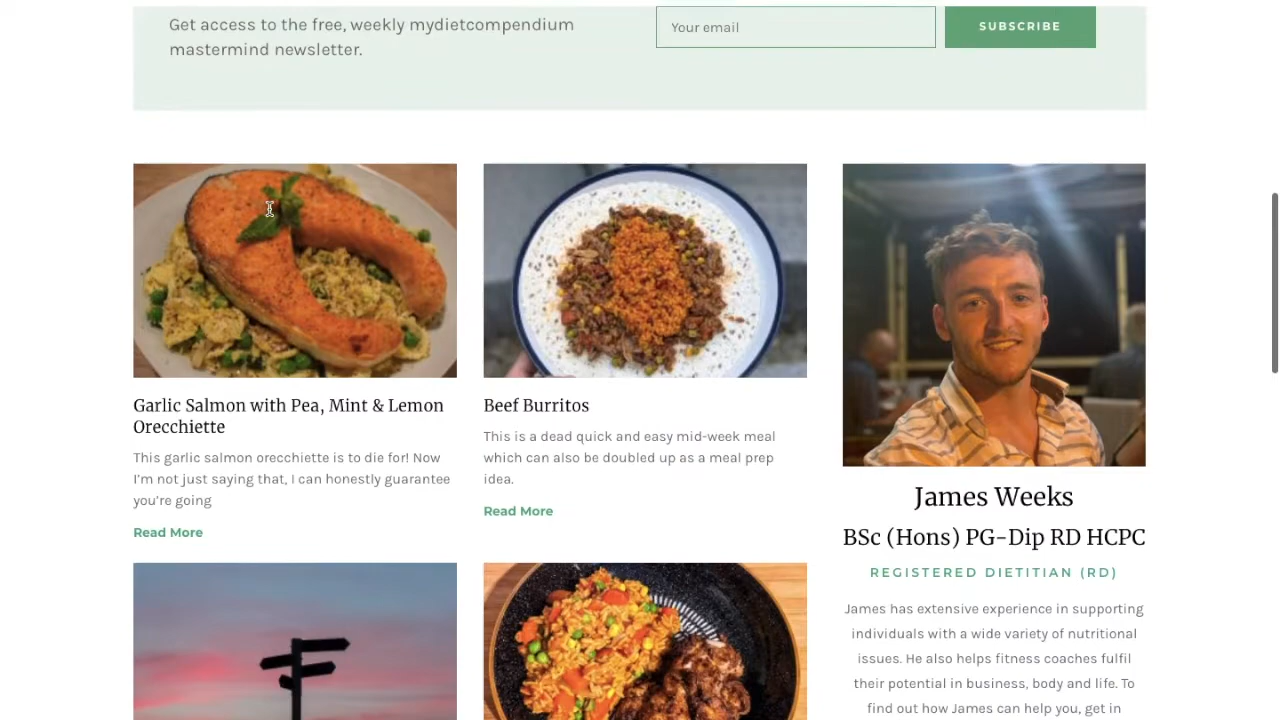 Get access to the free, weekly mydietcompendium
mastermind newsletter.
Your email
SUBSCRIBE
Garlic Salmon with Pea, Mint & Lemon
Orecchiette
This garlic salmon orecchiette is to die for! Now
I’m not just saying that, I can honestly guarantee
you’re going
Read More
Beef Burritos
This is a dead quick and easy mid-week meal
which can also be doubled up as a meal prep
idea.
Read More
James Weeks
BSc (Hons) PG-Dip RD HCPC
REGISTERED DIETITIAN (RD)
James has extensive experience in supporting
individuals with a wide variety of nutritional
issues. He also helps fitness coaches fulfil
their potential in business, body and life. To
find out how James can help you, get in